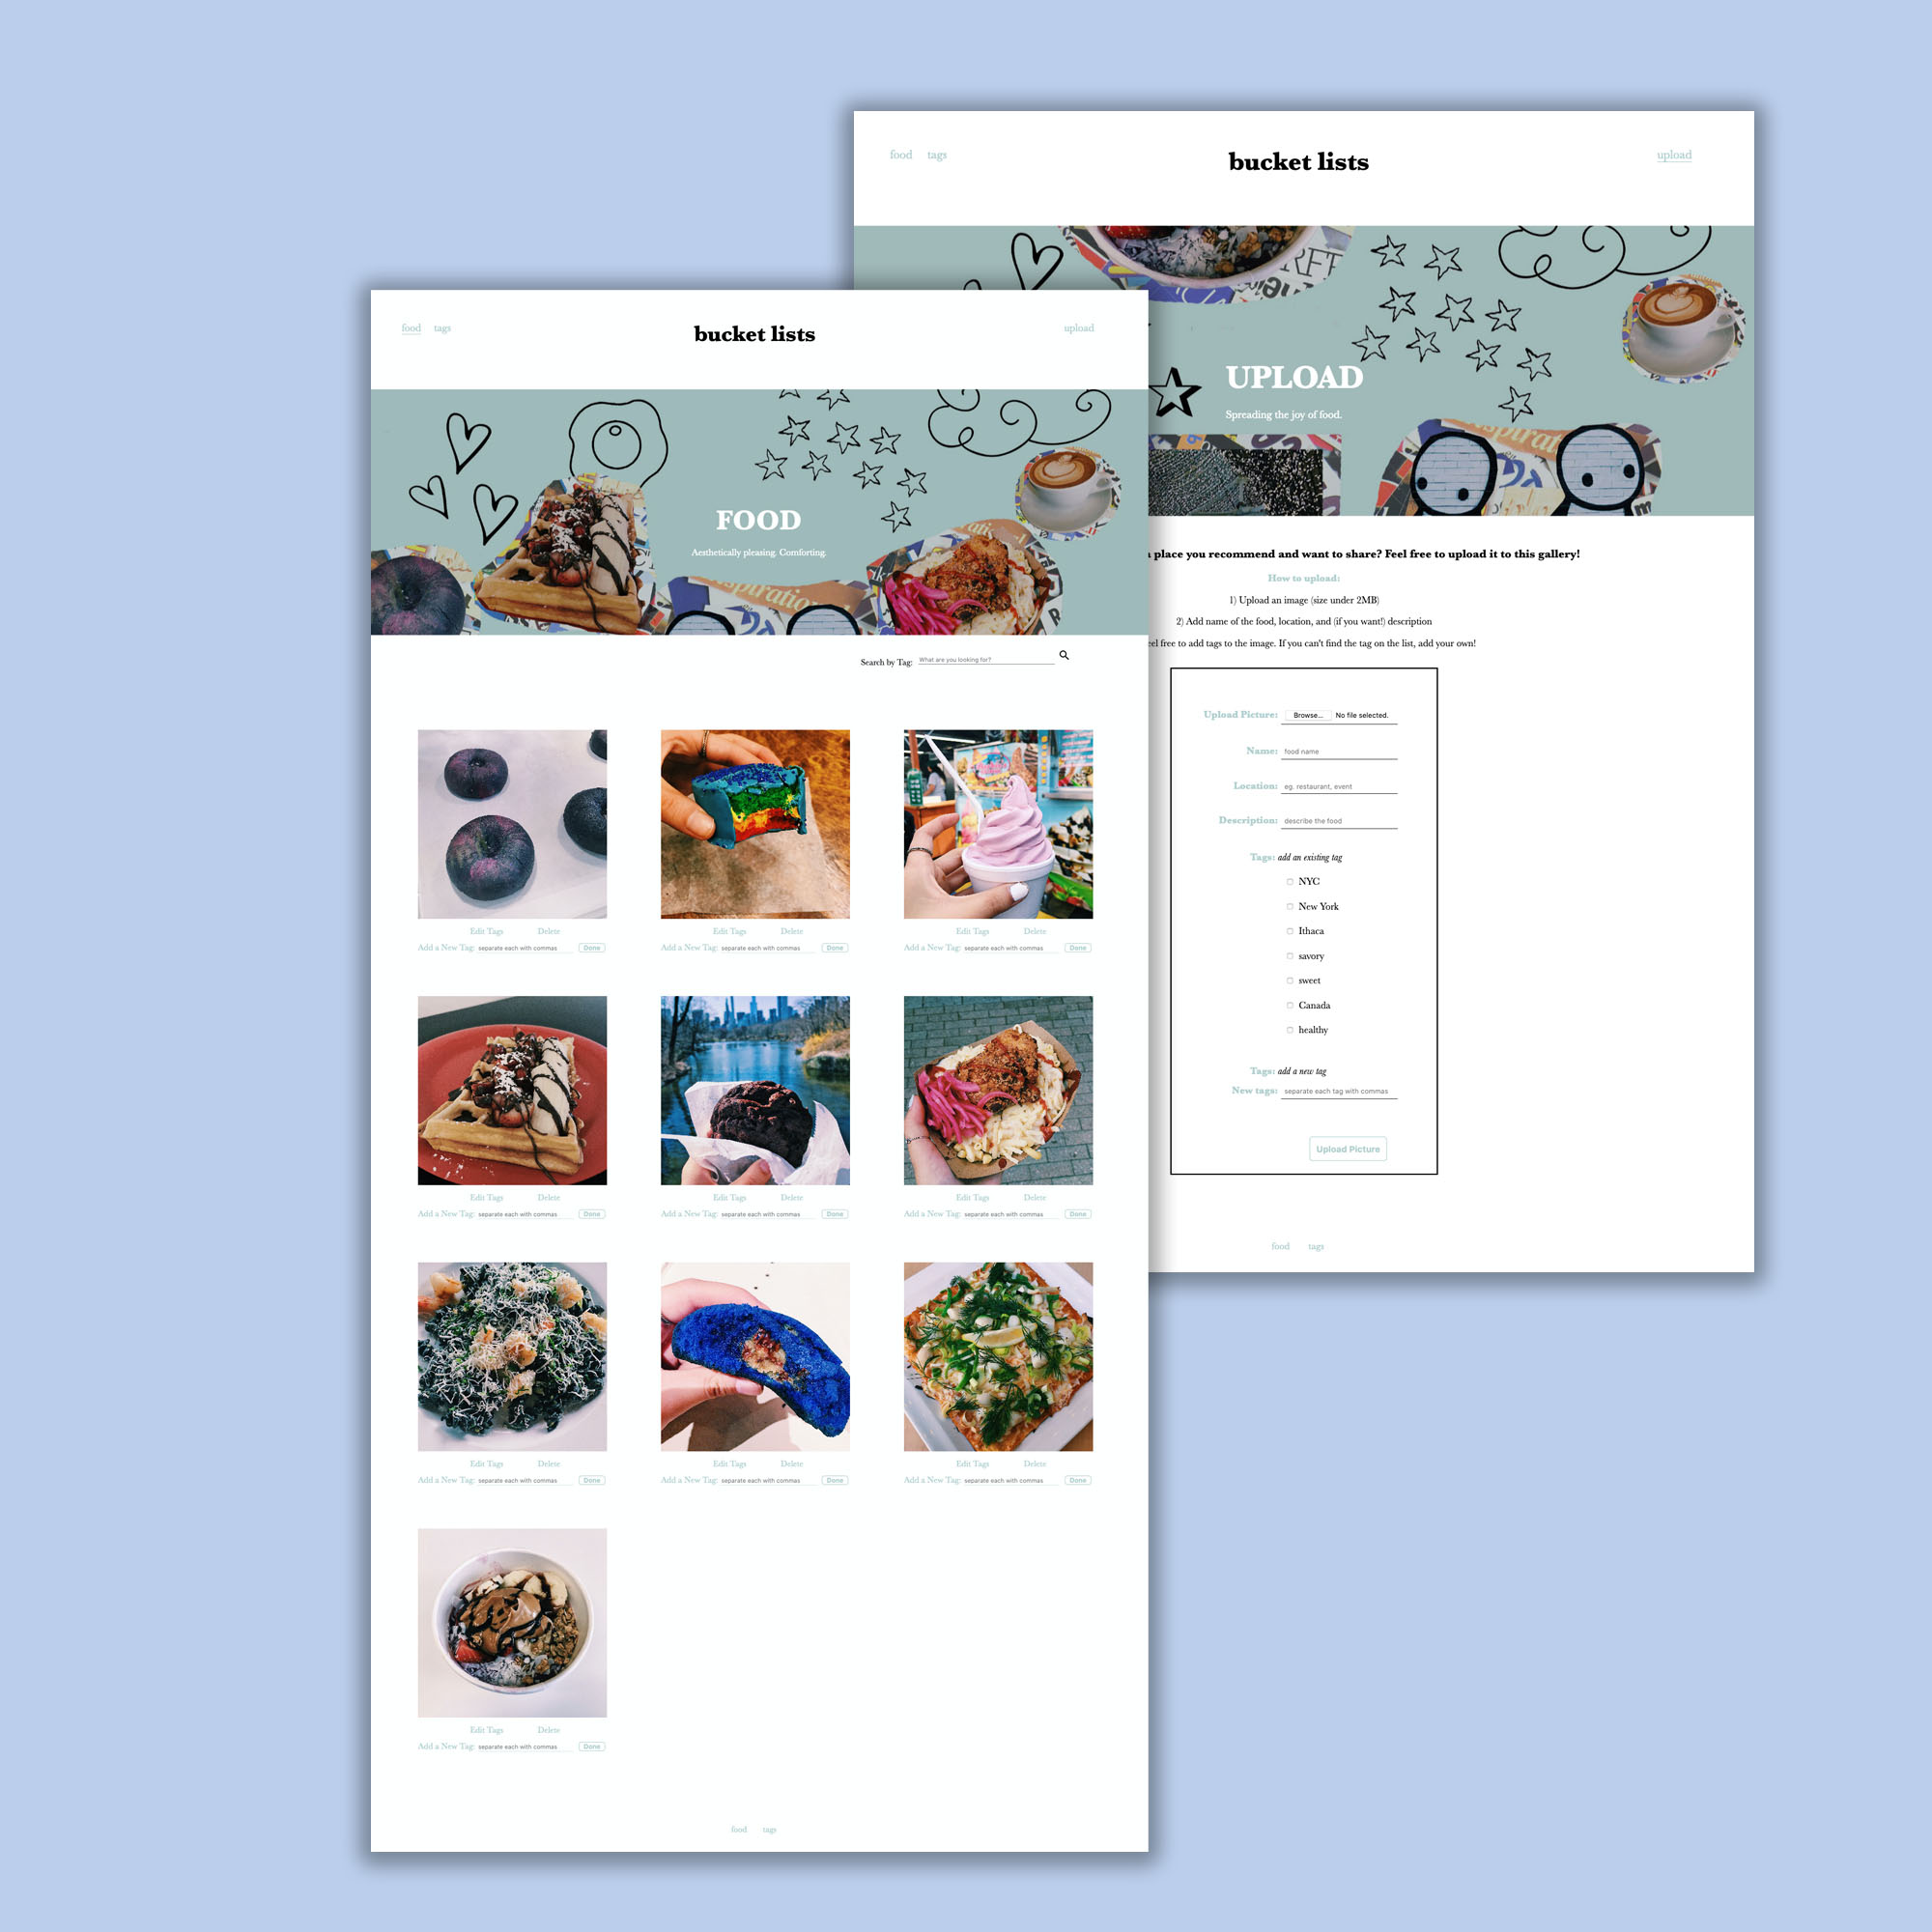 food tags
bucket lists
upload
UPLOAD
Spreading the joy of food.
place you recommend and want to share? Feel free to upload it to this gallery!
How to upload:
1) Upload an image (size under 2MB)
2) Add name of the food, location, and (if you want!) description
free to add tags to the image. If you can't find the tag on the list, add your own!
Upload Picture: Browse... No file selected.
Name: food name
Location: eg. restaurant, event
Description: describe the food
Tags: add an existing tag
NYC
New York
Ithaca
savory
sweet
Canada
healthy
Tags: add a new tag
New tags: separate each tag with commas
Upload Picture
food tags
food tags
bucket lists
upload
FOOD
Aesthetically pleasing. Comforting.
Search by Tag: What are you looking for?
Edit Tags Delete
Add a New Tag: separate each with commas Done
Edit Tags Delete
Add a New Tag: separate each with commas Done
Edit Tags Delete
Add a New Tag: separate each with commas Done
Edit Tags Delete
Add a New Tag: separate each with commas Done
Edit Tags Delete
Add a New Tag: separate each with commas Done
Edit Tags Delete
Add a New Tag: separate each with commas Done
Edit Tags Delete
Add a New Tag: separate each with commas Done
Edit Tags Delete
Add a New Tag: separate each with commas Done
Edit Tags Delete
Add a New Tag: separate each with commas Done
Edit Tags Delete
Add a New Tag: separate each with commas Done
food tags